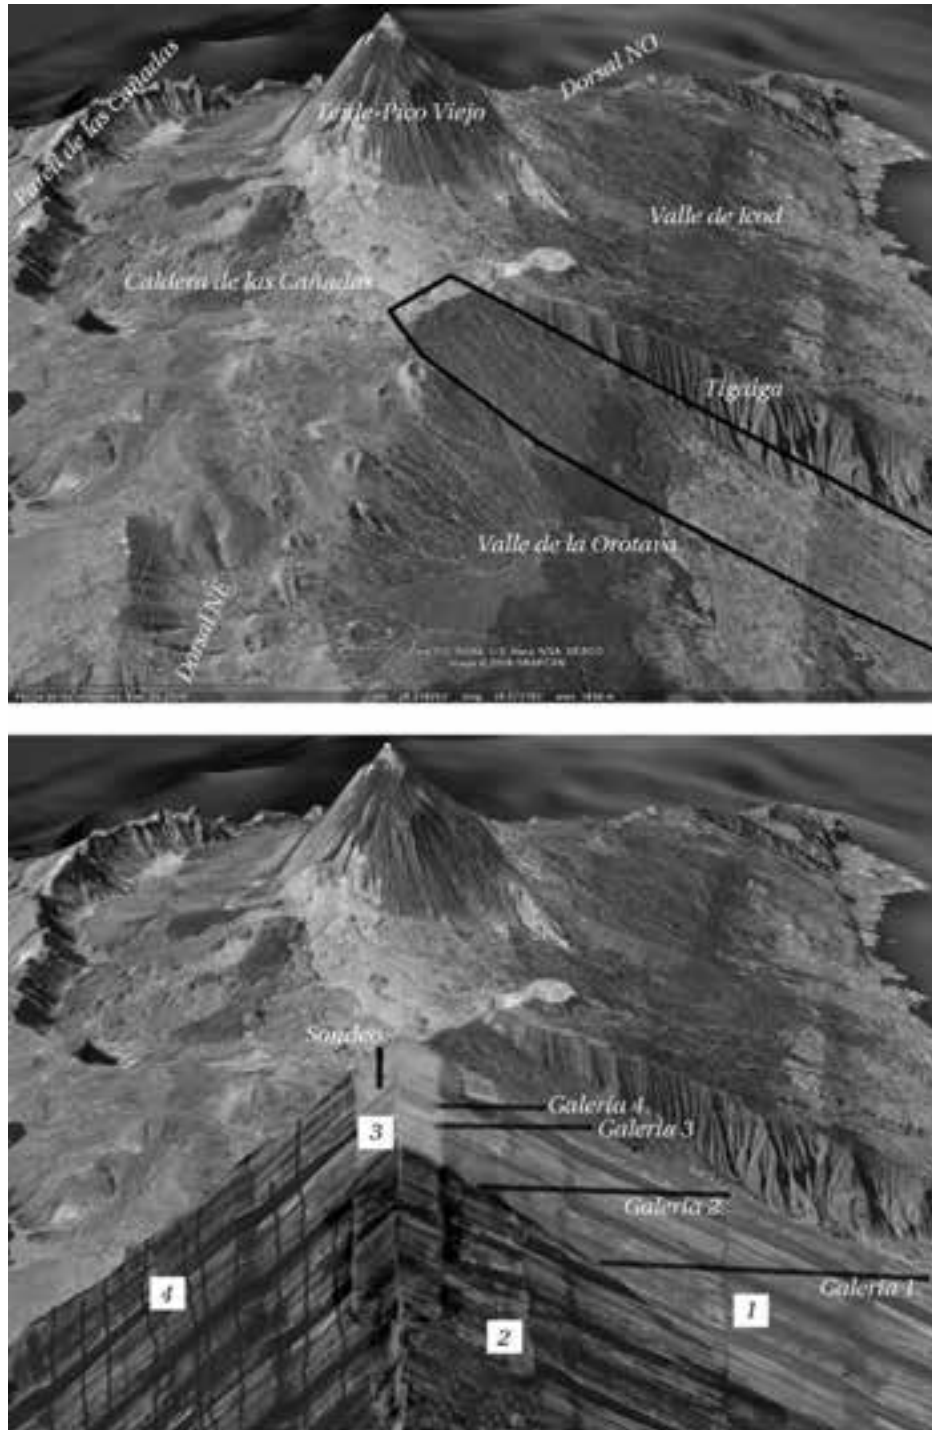 Dorsal NO
Pared de las Cañadas
Teide-Pico Viejo
Valle de Icod
Caldera de las Cañadas
Tigaiga
Valle de la Orotava
Dorsal NE
Sondeo
Galería 4
Galería 3
3
Galería 2
Galería 1
4
1
2